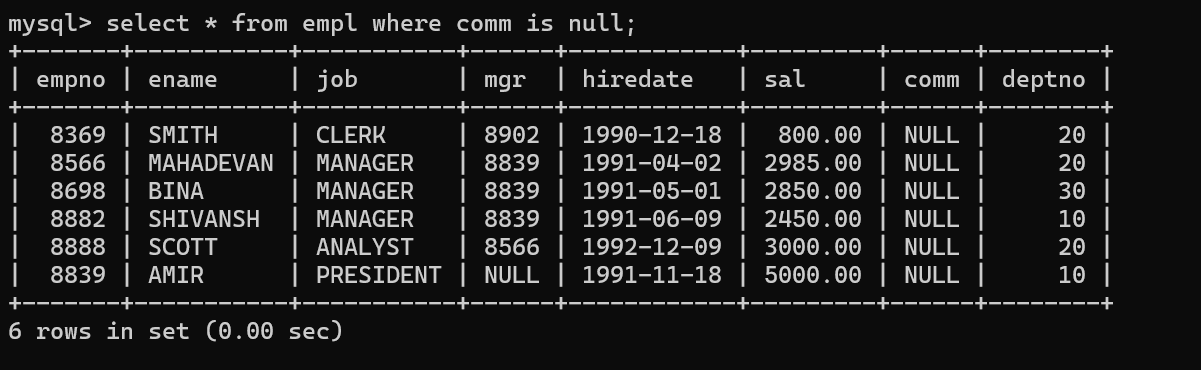 mysql> select * from empl where comm is null;
+-------+-----------+-----------+------+------------+---------+------+--------+
| empno | ename     | job       | mgr  | hiredate   | sal     | comm | deptno |
+-------+-----------+-----------+------+------------+---------+------+--------+
|  8369 | SMITH     | CLERK     | 8902 | 1990-12-18 |  800.00 | NULL |     20 |
|  8566 | MAHADEVAN | MANAGER   | 8839 | 1991-04-02 | 2985.00 | NULL |     20 |
|  8698 | BINA      | MANAGER   | 8839 | 1991-05-01 | 2850.00 | NULL |     30 |
|  8882 | SHIVANSH  | MANAGER   | 8839 | 1991-06-09 | 2450.00 | NULL |     10 |
|  8888 | SCOTT     | ANALYST   | 8566 | 1992-12-09 | 3000.00 | NULL |     20 |
|  8839 | AMIR      | PRESIDENT | NULL | 1991-11-18 | 5000.00 | NULL |     10 |
+-------+-----------+-----------+------+------------+---------+------+--------+
6 rows in set (0.00 sec)